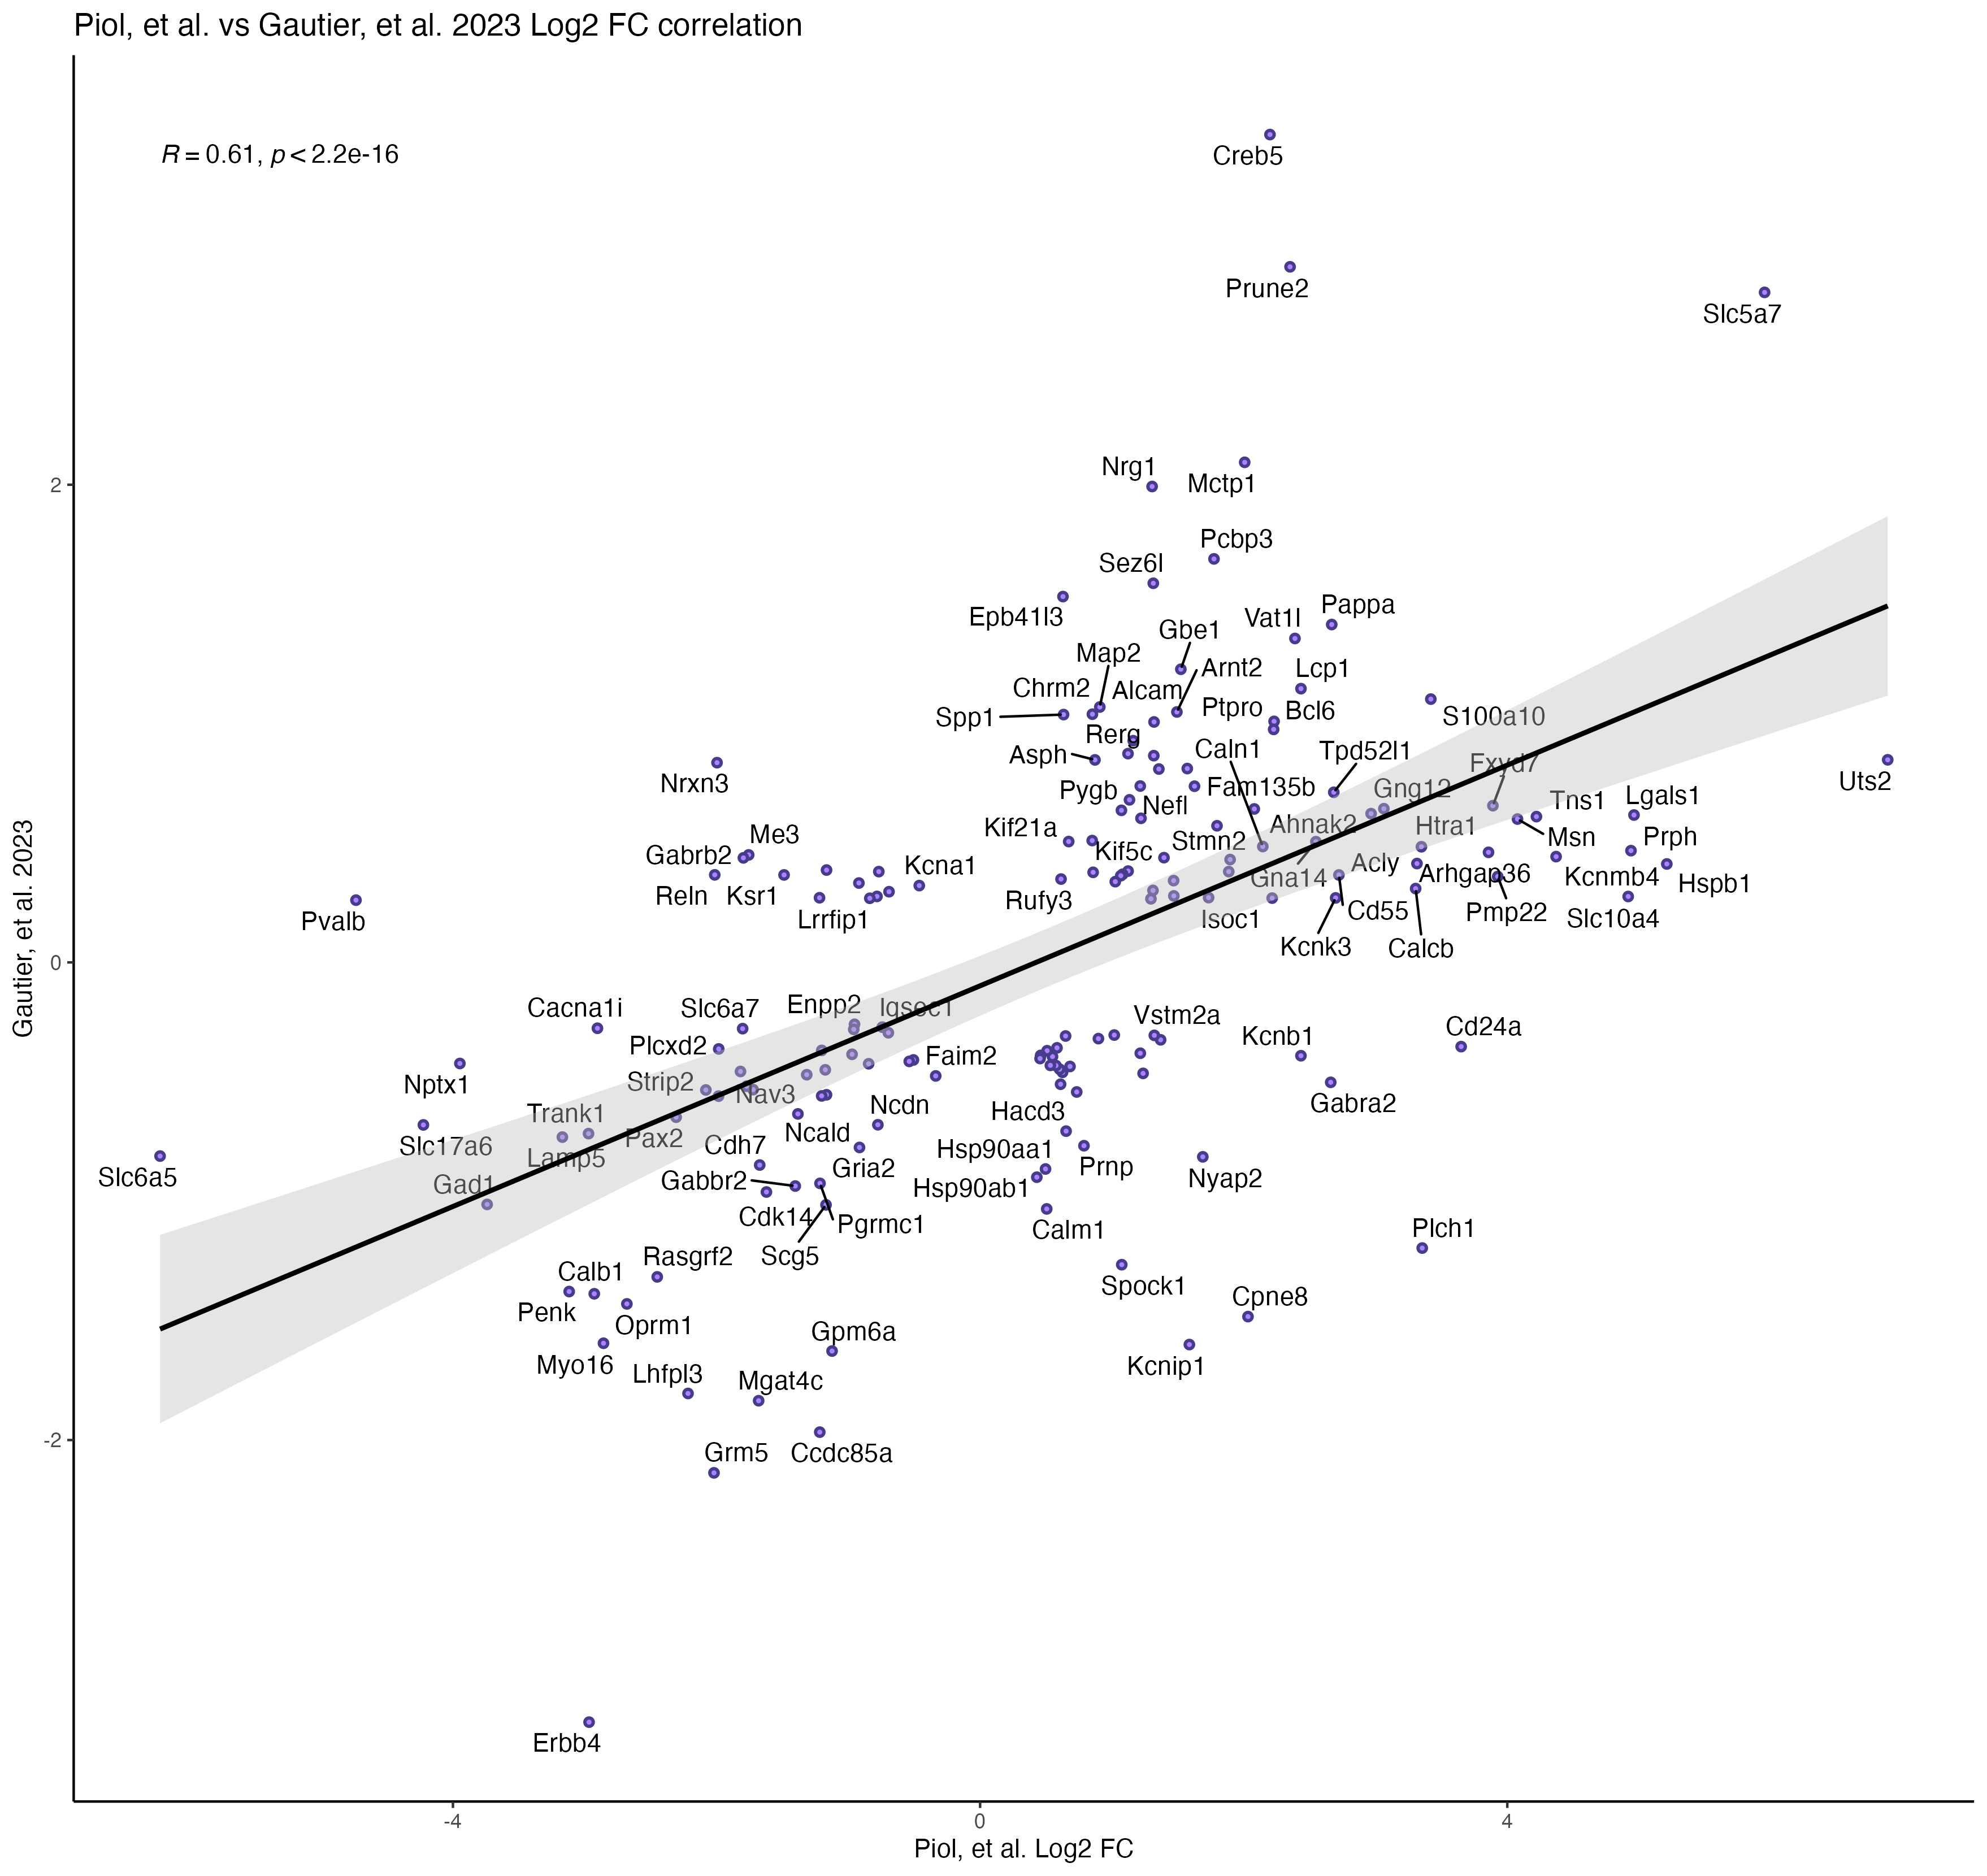 Piol, et al. vs Gautier, et al. 2023 Log2 FC correlation
R = 0.61, p < 2.2e-16
Creb5
Prune2
Slc5a7
Nrg1
Mctp1
2
Pcbp3
Sez6l
Epb41l3
Pappa
Vat1l
Gbe1
Map2
Arnt2
Lcp1
Chrm2
Alcam
Ptpro
Bcl6
Spp1
S100a10
Rerg
Asph
Caln1
Tpd52l1
Fxyd7
Nrxn3
Uts2
Pygb
Fam135b
Gng12
Nefl
Tns1
Lgals1
Kif21a
Ahnak2
Htra1
Me3
Stmn2
Msn
Prph
Gabrb2
Kif5c
Kcna1
Acly
Arhgap36
Kcnmb4
Hspb1
Gna14
Reln
Ksr1
Rufy3
Lrrfip1
Isoc1
Cd55
Pmp22
Slc10a4
Pvalb
Kcnk3
Calcb
0
Gautier, et al. 2023
Cacna1i
Slc6a7
Enpp2
Iqsec1
Vstm2a
Cd24a
Plcxd2
Kcnb1
Faim2
Nptx1
Strip2
Nav3
Gabra2
Trank1
Ncdn
Hacd3
Slc17a6
Pax2
Cdh7
Ncald
Lamp5
Hsp90aa1
Prnp
Slc6a5
Gad1
Gabbr2
Gria2
Hsp90ab1
Nyap2
Cdk14
Pgrmc1
Calm1
Plch1
Scg5
Rasgrf2
Calb1
Spock1
Penk
Oprm1
Cpne8
Gpm6a
Myo16
Lhfpl3
Mgat4c
Kcnip1
-2
Grm5
Ccdc85a
Erbb4
-4
0
4
Piol, et al. Log2 FC